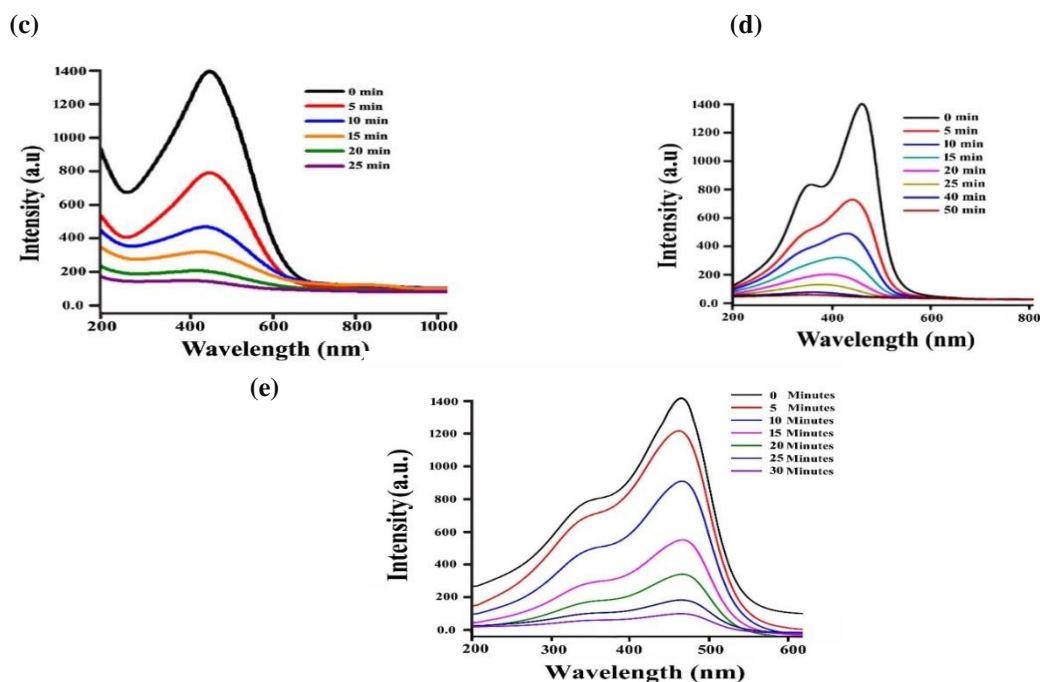 (c)
1400
1200
1000
800
600
400
200
0.0
200
400
600
800
1000
Intensity (a.u)
Wavelength (nm)
0 min
5 min
10 min
15 min
20 min
25 min
(d)
1400
1200
1000
800
600
400
200
0.0
200
400
600
800
Intensity (a.u)
Wavelength (nm)
0 min
5 min
10 min
15 min
20 min
25 min
40 min
50 min
(e)
1400
1200
1000
800
600
400
200
0.0
200
300
400
500
600
Intensity (a.u.)
Wavelength (nm)
0 Minutes
5 Minutes
10 Minutes
15 Minutes
20 Minutes
25 Minutes
30 Minutes